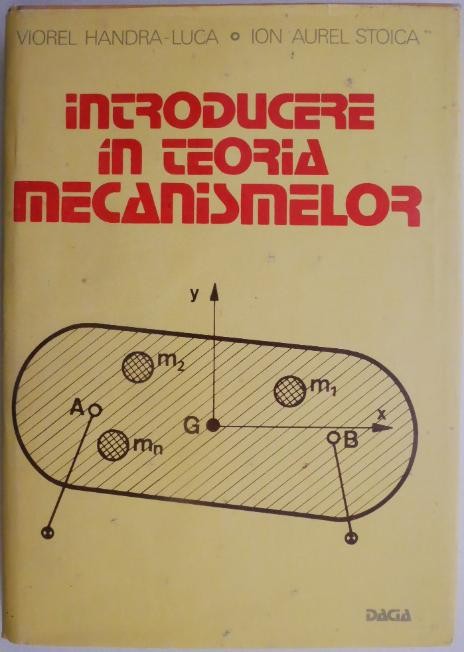 VIOREL HANDRA-LUCA • ION AUREL STOICA
INTRODUCERE
ÎN TEORIA
MECANISMELOR
y
m2
m1
A
x
G
B
mn
DACIA